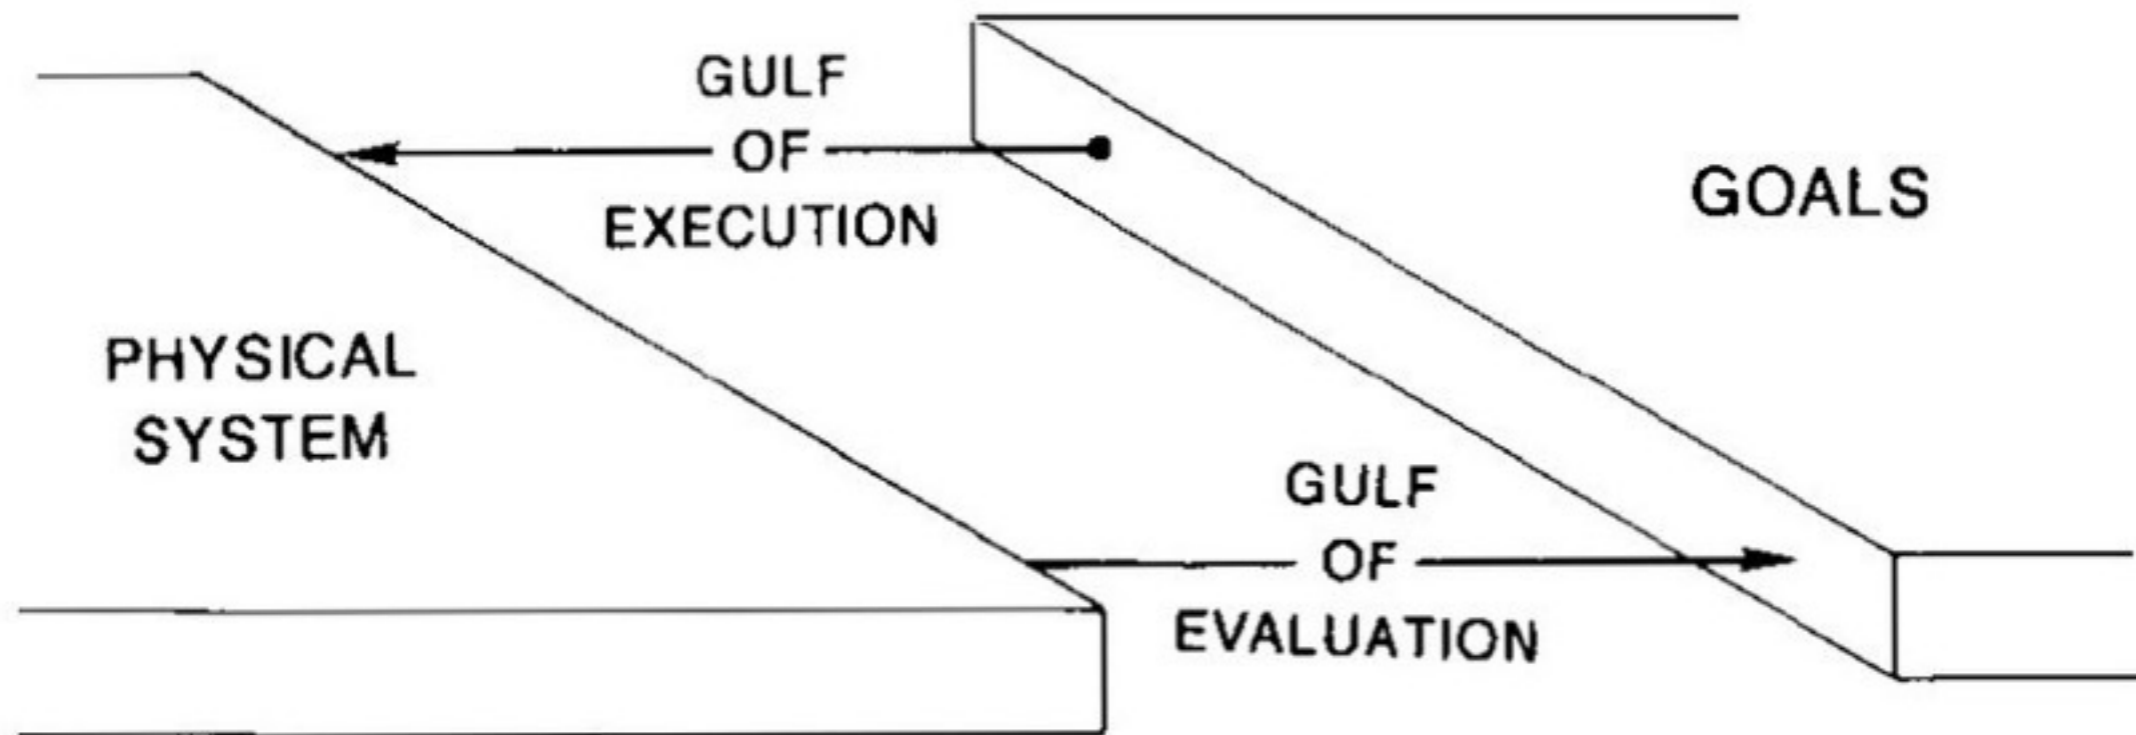 GULF
OF
EXECUTION
GOALS
PHYSICAL
SYSTEM
GULF
OF
EVALUATION